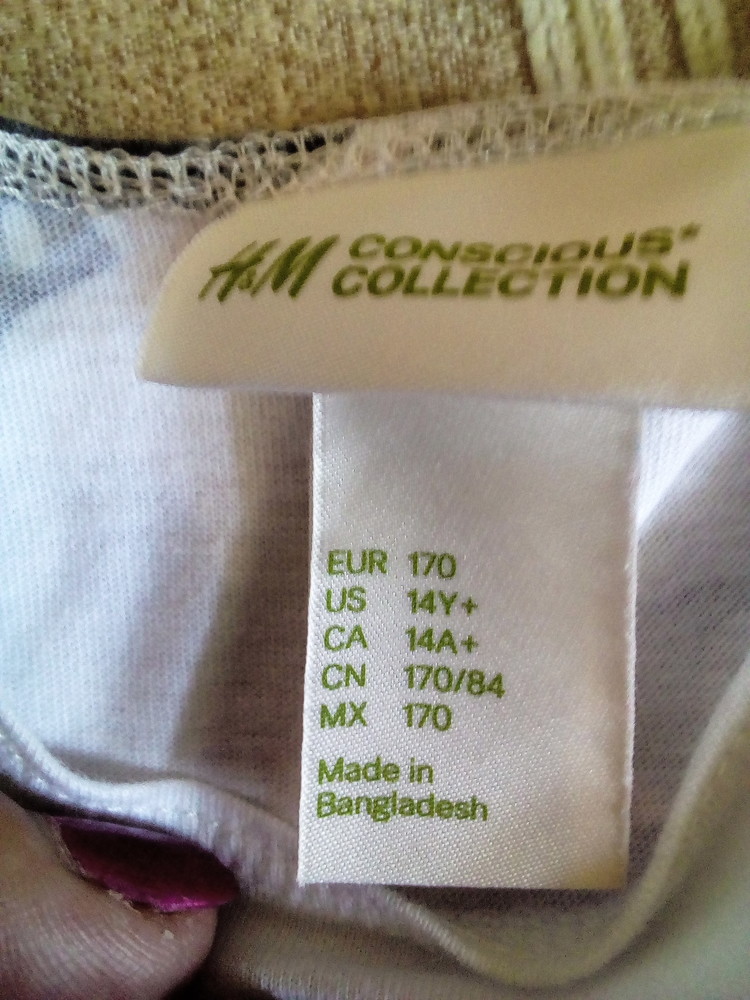 H&M CONSCIOUS*
COLLECTION
EUR 170
US 14Y+
CA 14A+
CN 170/84
MX 170
Made in
Bangladesh